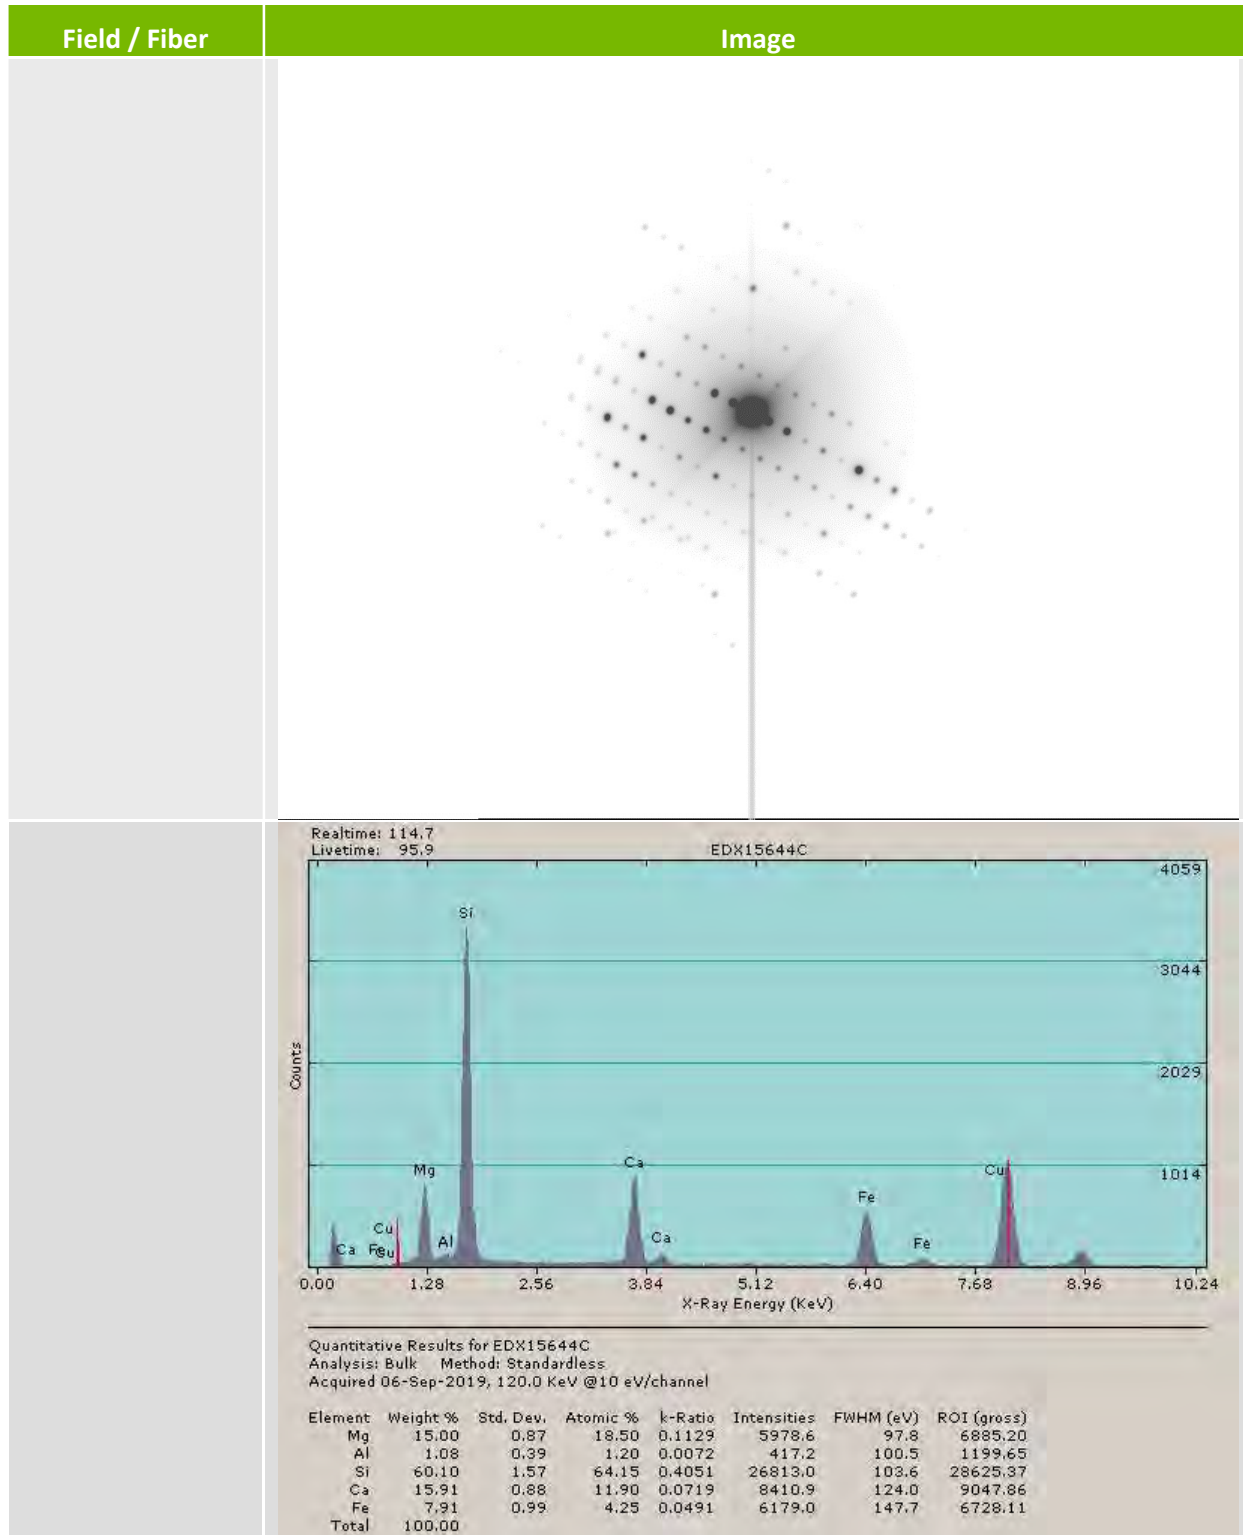 Field / Fiber Image
Realtime: 114.7
Livetime: 95.9 EDX15644C
4059
Si
3044
Counts
2029
Mg Ca Cu 1014
Fe
Cu
Ca Al Ca Fe
0.00 1.28 2.56 3.84 5.12 6.40 7.68 8.96 10.24
X-Ray Energy (KeV)
Quantitative Results for EDX15644C
Analysis: Bulk Method: Standardless
Acquired 06-Sep-2019, 120.0 KeV @10 eV/channel
Element Weight % Std. Dev. Atomic % k-Ratio Intensities FWHM (eV) ROI (gross)
Mg 15.00 0.87 18.50 0.1129 5978.6 97.8 6885.20
Al 1.08 0.39 1.20 0.0072 417.2 100.5 1199.65
Si 60.10 1.57 64.15 0.4051 26813.0 103.6 28625.37
Ca 15.91 0.88 11.90 0.0719 8410.9 124.0 9047.86
Fe 7.91 0.99 4.25 0.0491 6179.0 147.7 6728.11
Total 100.00